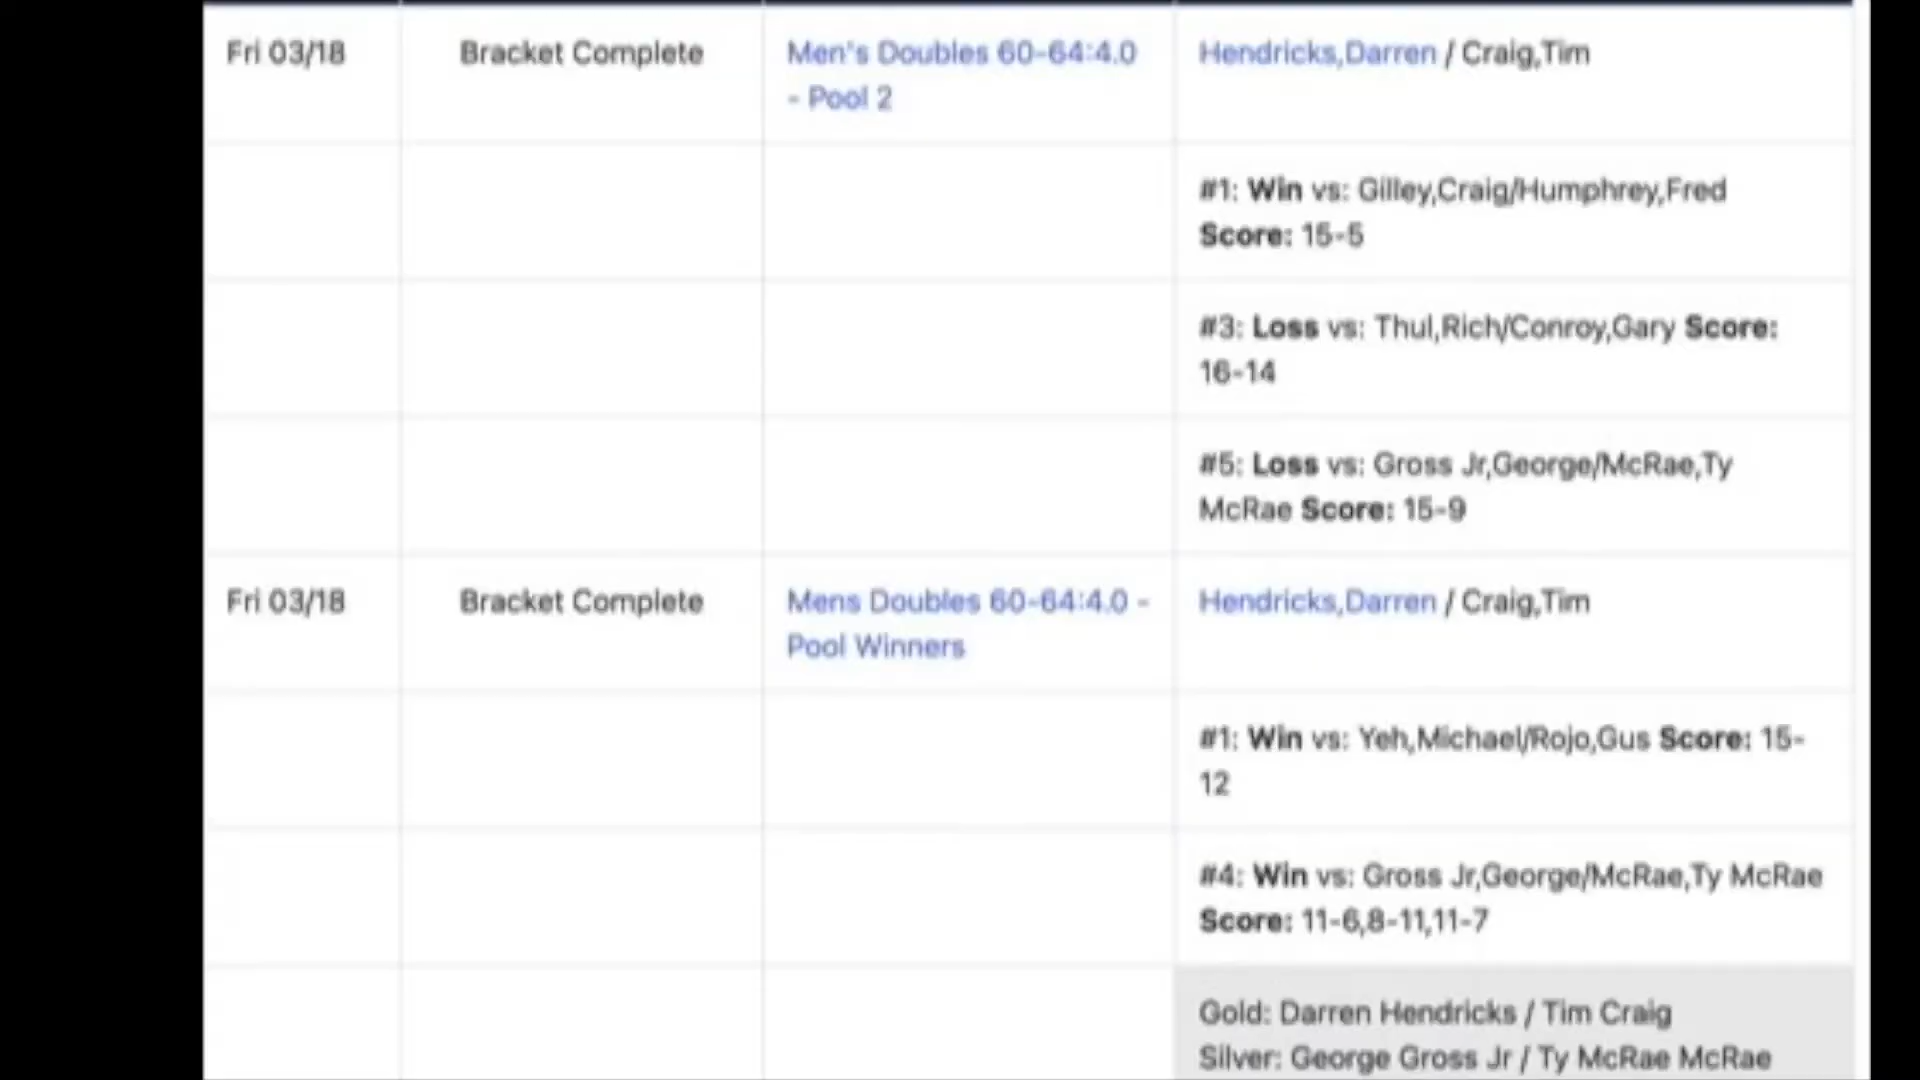 Fri 03/18
Bracket Complete
Men's Doubles 60-64:4.0
- Pool 2
Hendricks,Darren / Craig,Tim
#1: Win vs: Gilley,Craig/Humphrey,Fred
Score: 15-5
#3: Loss vs: Thul,Rich/Conroy,Gary Score:
16-14
#5: Loss vs: Gross Jr,George/McRae,Ty
McRae Score: 15-9
Fri 03/18
Bracket Complete
Mens Doubles 60-64:4.0 -
Pool Winners
Hendricks,Darren / Craig,Tim
#1: Win vs: Yeh,Michael/Rojo,Gus Score: 15-
12
#4: Win vs: Gross Jr,George/McRae,Ty McRae
Score: 11-6,8-11,11-7
Gold: Darren Hendricks / Tim Craig
Silver: George Gross Jr / Ty McRae McRae